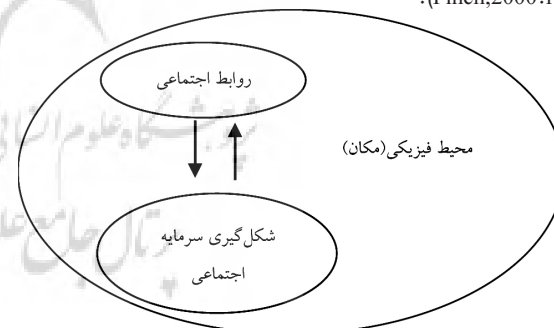 روابط اجتماعی
محیط فیزیکی(مکان)
شکل‌گیری سرمایه
اجتماعی